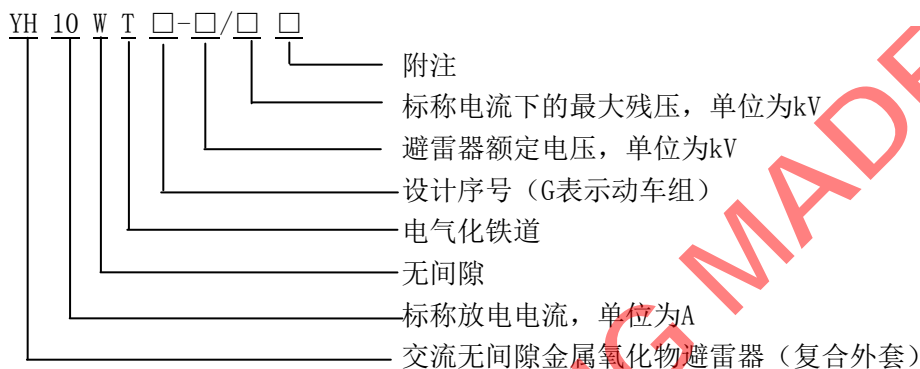 YH 10 W T □-□/□ □
附注
标称电流下的最大残压，单位为kV
避雷器额定电压，单位为kV
设计序号（G表示动车组）
电气化铁道
无间隙
标称放电电流，单位为A
交流无间隙金属氧化物避雷器（复合外套）
G MADE